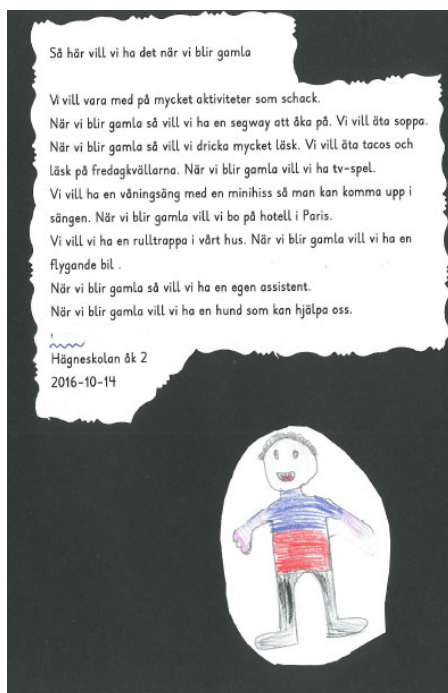 Så här vill vi ha det när vi blir gamla
Vi vill vara med på mycket aktiviteter som schack.
När vi blir gamla så vill vi ha en segway att åka på. Vi vill äta soppa.
När vi blir gamla så vill vi dricka mycket läsk. Vi vill äta tacos och
läsk på fredagkvällarna. När vi blir gamla vill vi ha tv-spel.
Vi vill ha en våningsäng med en minihiss så man kan komma upp i
sängen. När vi blir gamla vill vi bo på hotell i Paris.
Vi vill vi ha en rulltrappa i vårt hus. När vi blir gamla vill vi ha en
flygande bil .
När vi blir gamla så vill vi ha en egen assistent.
När vi blir gamla vill vi ha en hund som kan hjälpa oss.
,
Högneskolan åk 2
2016-10-14